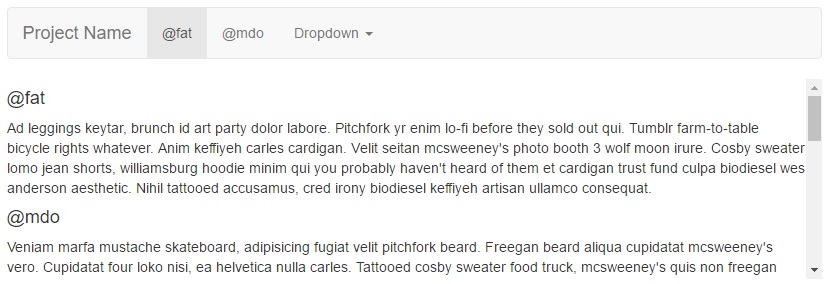 Project Name @fat @mdo Dropdown
@fat
Ad leggings keytar, brunch id art party dolor labore. Pitchfork yr enim lo-fi before they sold out qui. Tumblr farm-to-table
bicycle rights whatever. Anim keffiyeh carles cardigan. Velit seitan mcsweeney's photo booth 3 wolf moon irure. Cosby sweater
lomo jean shorts, williamsburg hoodie minim qui you probably haven't heard of them et cardigan trust fund culpa biodiesel wes
anderson aesthetic. Nihil tattooed accusamus, cred irony biodiesel keffiyeh artisan ullamco consequat.
@mdo
Veniam marfa mustache skateboard, adipisicing fugiat velit pitchfork beard. Freegan beard aliqua cupidatat mcsweeney's
vero. Cupidatat four loko nisi, ea helvetica nulla carles. Tattooed cosby sweater food truck, mcsweeney's quis non freegan